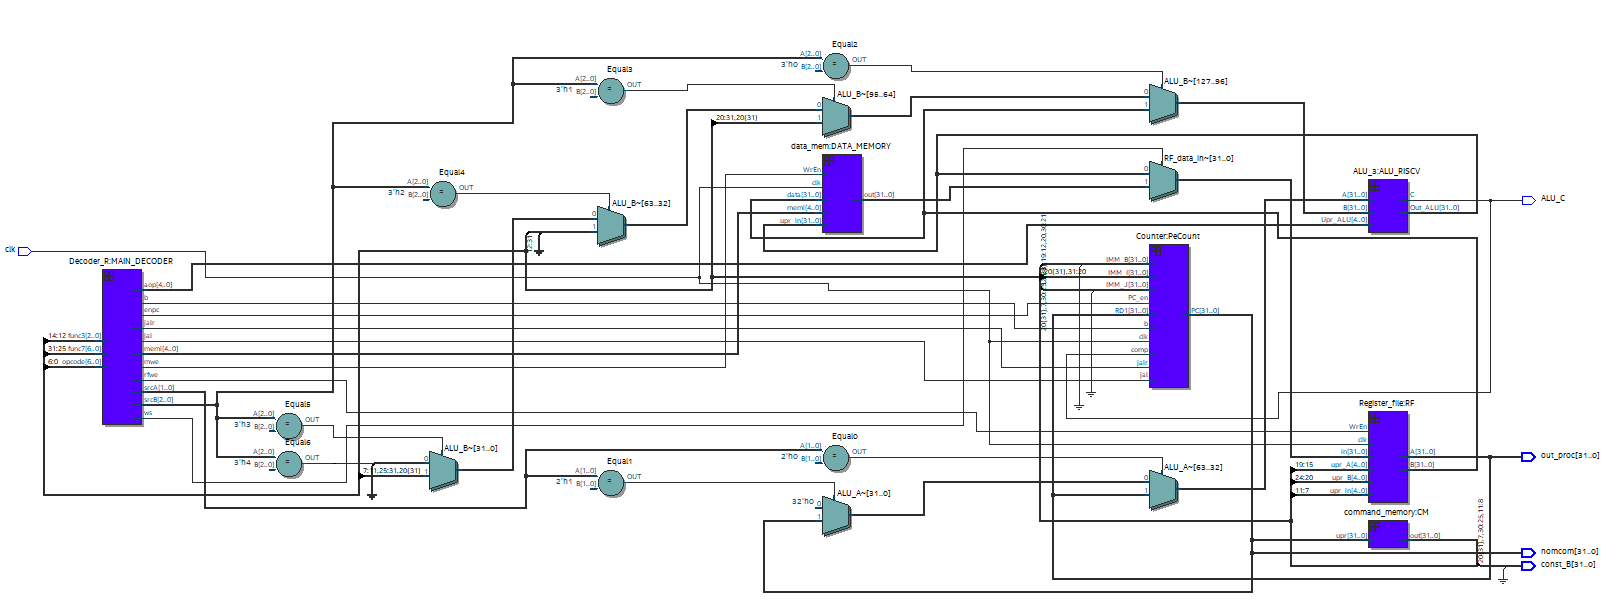 Equal2
A[2..0]
3'h0 B[2..0]
OUT
Equal3
A[2..0]
3'h1 B[2..0]
OUT
ALU_B~[95..64]
0
20:31,20(31) 1
ALU_B~[127..96]
0
1
data_mem:DATA_MEMORY
WrEn
clk
data[31..0]
meml[4..0]
upr_in[31..0]
out[31..0]
RF_data_in~[31..0]
0
1
ALU_3:ALU_RISCV
A[31..0]
B[31..0]
Upr_ALU[4..0]
C
Out_ALU[31..0]
ALU_C
Equal4
A[2..0]
3'h2 B[2..0]
OUT
ALU_B~[63..32]
0
1
12:31
clk
Decoder_R:MAIN_DECODER
14:12 func3[2..0]
31:25 func7[6..0]
6:0 opcode[6..0]
aop[4..0]
b
enpc
jalr
jal
meml[4..0]
mwe
rfwe
srcA[1..0]
srcB[2..0]
ws
Counter:PeCount
IMM_B[31..0]
20(31),31:20
IMM_I[31..0]
IMM_J[31..0]
PC_en
RD1[31..0]
b
clk
comp
jalr
jal
PC[31..0]
Equal5
A[2..0]
3'h3 B[2..0]
OUT
Equal6
A[2..0]
3'h4 B[2..0]
OUT
ALU_B~[31..0]
0
1
Equal0
A[1..0]
2'h0 B[1..0]
OUT
Equal1
A[1..0]
2'h1 B[1..0]
OUT
ALU_A~[31..0]
32'h0 0
1
ALU_A~[63..32]
0
1
Register_file:RF
WrEn
clk
in[31..0]
19:15 upr_A[4..0]
24:20 upr_B[4..0]
11:7 upr_in[4..0]
A[31..0]
B[31..0]
out_proc[31..0]
command_memory:CM
upr[31..0]
out[31..0]
20(31),7,30:25,11:8
nomcom[31..0]
const_B[31..0]